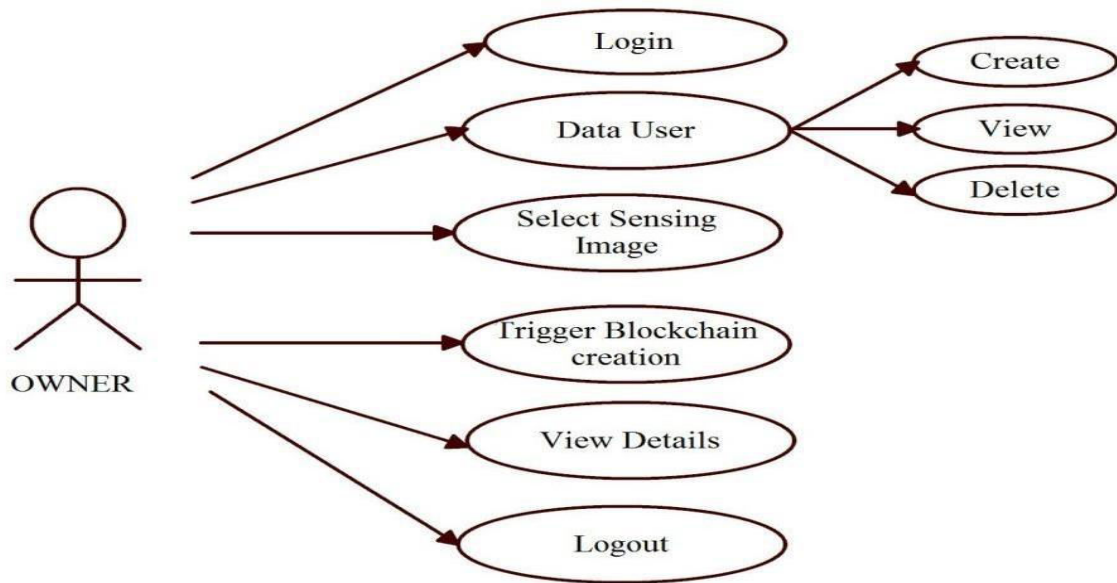 Login
Create
Data User
View
Delete
Select Sensing
Image
Trigger Blockchain
creation
OWNER
View Details
Logout